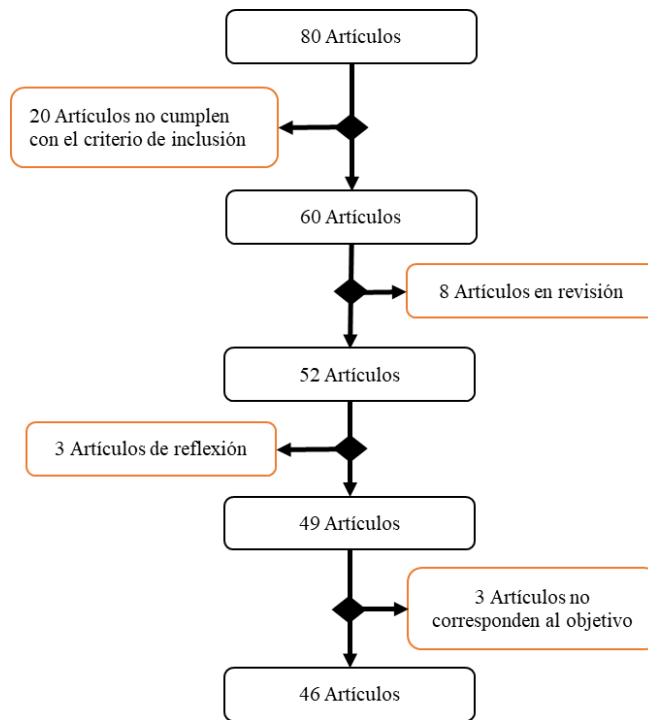 80 Artículos
20 Artículos no cumplen
con el criterio de inclusión
60 Artículos
8 Artículos en revisión
52 Artículos
3 Artículos de reflexión
49 Artículos
3 Artículos no
corresponden al objetivo
46 Artículos